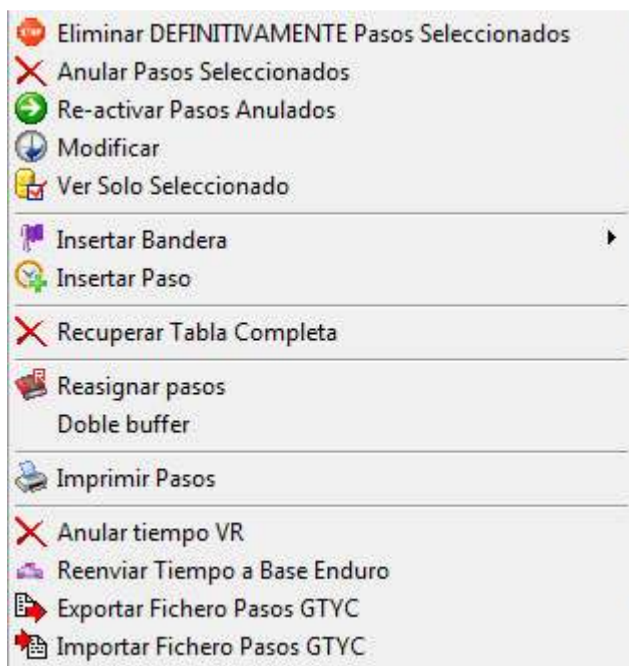 Eliminar DEFINITIVAMENTE Pasos Seleccionados
Anular Pasos Seleccionados
Re-activar Pasos Anulados
Modificar
Ver Solo Seleccionado
Insertar Bandera
Insertar Paso
Recuperar Tabla Completa
Reasignar pasos
Doble buffer
Imprimir Pasos
Anular tiempo VR
Reenviar Tiempo a Base Enduro
Exportar Fichero Pasos GTYC
Importar Fichero Pasos GTYC